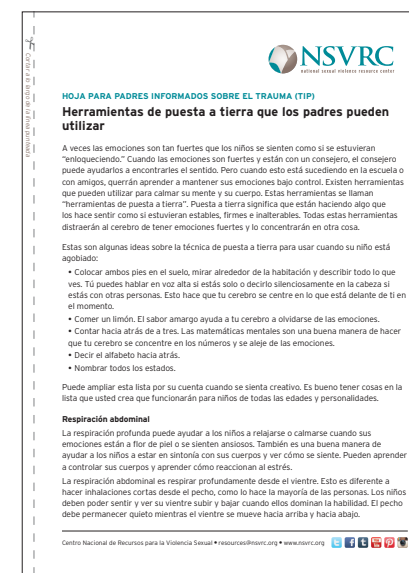 Cortar a lo largo de la línea punteada
NSVRC
national sexual violence resource center
HOJA PARA PADRES INFORMADOS SOBRE EL TRAUMA (TIP)
Herramientas de puesta a tierra que los padres pueden
utilizar
A veces las emociones son tan fuertes que los niños se sienten como si se estuvieran
"enloqueciendo." Cuando las emociones son fuertes y están con un consejero, el consejero
puede ayudarlos a encontrarles el sentido. Pero cuando esto está sucediendo en la escuela o
con amigos, querrán aprender a mantener sus emociones bajo control. Existen herramientas
que pueden utilizar para calmar su mente y su cuerpo. Estas herramientas se llaman
"herramientas de puesta a tierra". Puesta a tierra significa que están haciendo algo que
los hace sentir como si estuvieran estables, firmes e inalterables. Todas estas herramientas
distraerán al cerebro de tener emociones fuertes y lo concentrarán en otra cosa.
Estas son algunas ideas sobre la técnica de puesta a tierra para usar cuando su niño está
agobiado:
• Colocar ambos pies en el suelo, mirar alrededor de la habitación y describir todo lo que
ves. Tú puedes hablar en voz alta si estás solo o decirlo silenciosamente en la cabeza si
estás con otras personas. Esto hace que tu cerebro se centre en lo que está delante de ti en
el momento.
• Comer un limón. El sabor amargo ayuda a tu cerebro a olvidarse de las emociones.
• Contar hacia atrás de a tres. Las matemáticas mentales son una buena manera de hacer
que tu cerebro se concentre en los números y se aleje de las emociones.
• Decir el alfabeto hacia atrás.
• Nombrar todos los estados.
Puede ampliar esta lista por su cuenta cuando se sienta creativo. Es bueno tener cosas en la
lista que usted crea que funcionarán para niños de todas las edades y personalidades.
Respiración abdominal
La respiración profunda puede ayudar a los niños a relajarse o calmarse cuando sus
emociones están a flor de piel o se sienten ansiosos. También es una buena manera de
ayudar a los niños a estar en sintonía con sus cuerpos y ver cómo se siente. Pueden aprender
a controlar sus cuerpos y aprender cómo reaccionan al estrés.
La respiración abdominal es respirar profundamente desde el vientre. Esto es diferente a
hacer inhalaciones cortas desde el pecho, como lo hace la mayoría de las personas. Los niños
deben poder sentir y ver su vientre subir y bajar cuando ellos dominan la habilidad. El pecho
debe permanecer quieto mientras el vientre se mueve hacia arriba y hacia abajo.
Centro Nacional de Recursos para la Violencia Sexual • resources@nsvrc.org • www.nsvrc.org